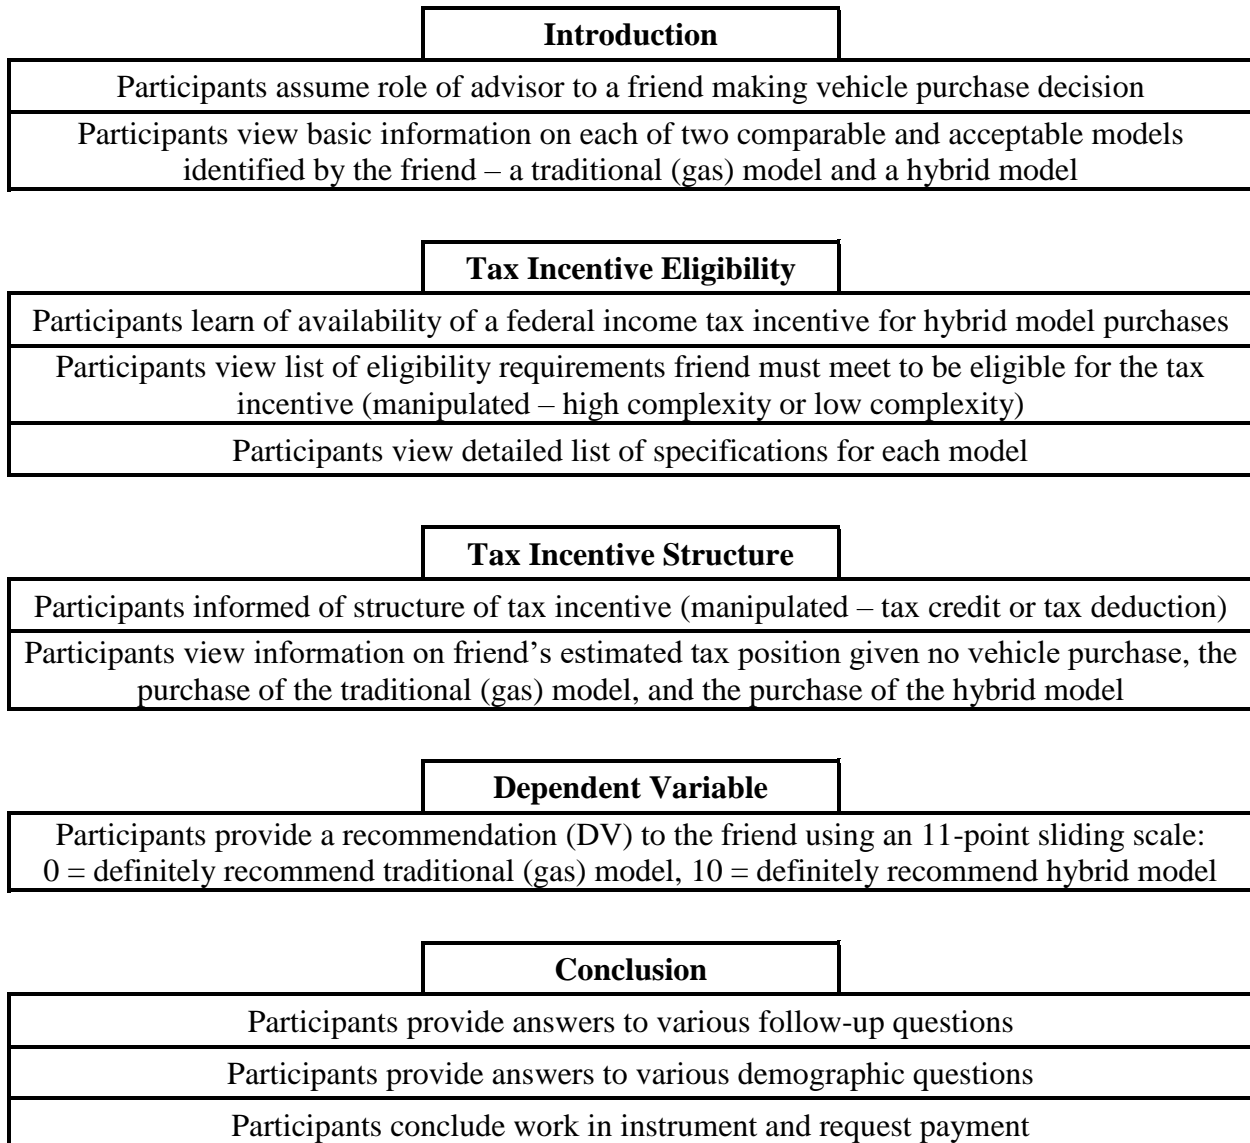 Introduction
Participants assume role of advisor to a friend making vehicle purchase decision
Participants view basic information on each of two comparable and acceptable models
identified by the friend – a traditional (gas) model and a hybrid model
Tax Incentive Eligibility
Participants learn of availability of a federal income tax incentive for hybrid model purchases
Participants view list of eligibility requirements friend must meet to be eligible for the tax
incentive (manipulated – high complexity or low complexity)
Participants view detailed list of specifications for each model
Tax Incentive Structure
Participants informed of structure of tax incentive (manipulated – tax credit or tax deduction)
Participants view information on friend’s estimated tax position given no vehicle purchase, the
purchase of the traditional (gas) model, and the purchase of the hybrid model
Dependent Variable
Participants provide a recommendation (DV) to the friend using an 11-point sliding scale:
0 = definitely recommend traditional (gas) model, 10 = definitely recommend hybrid model
Conclusion
Participants provide answers to various follow-up questions
Participants provide answers to various demographic questions
Participants conclude work in instrument and request payment